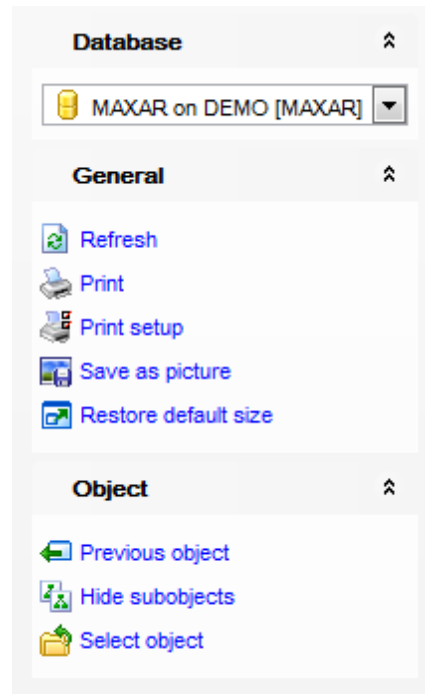 Database
MAXAR on DEMO [MAXAR]
General
Refresh
Print
Print setup
Save as picture
Restore default size
Object
Previous object
Hide subobjects
Select object